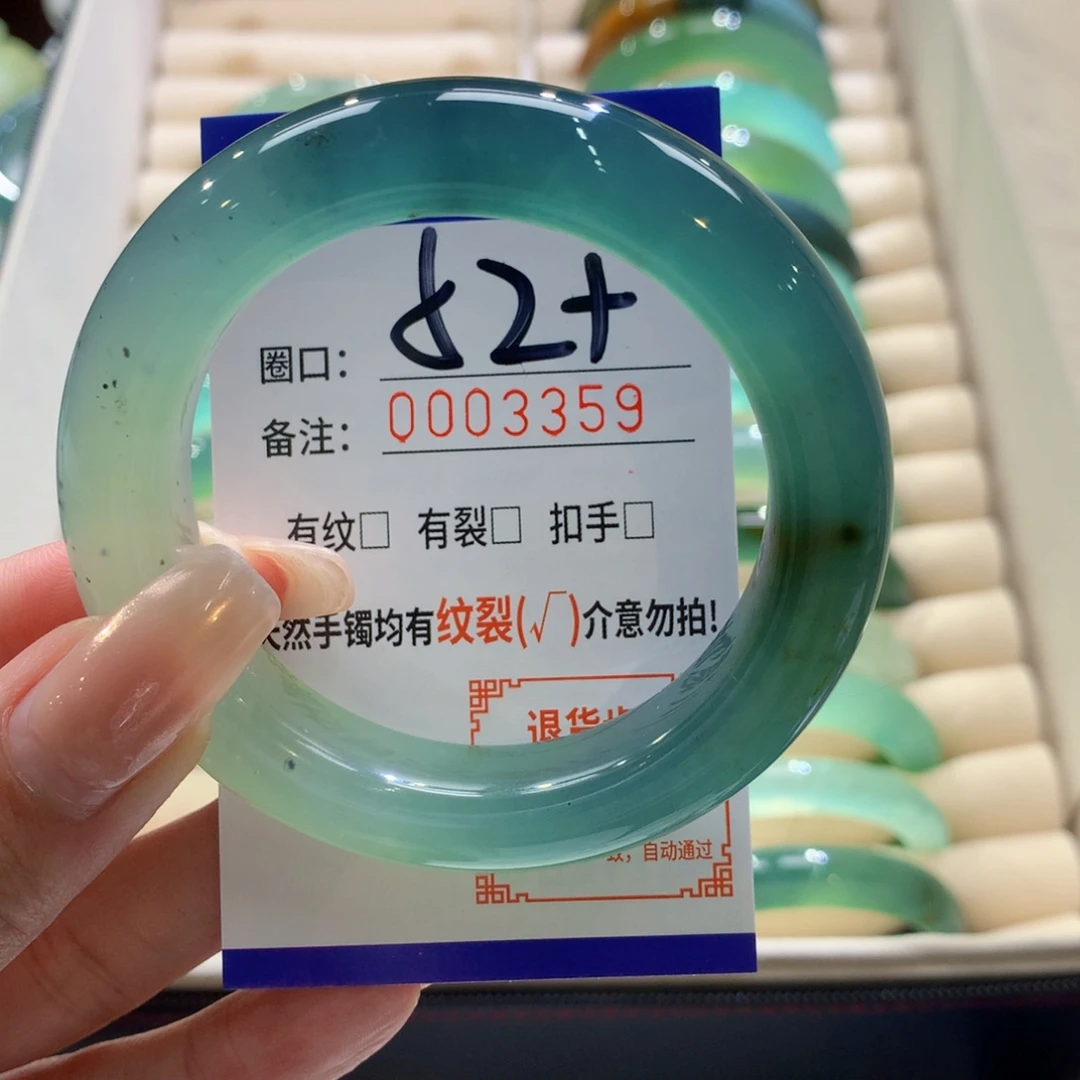 圈口: 62+
备注: 0003359
有纹□ 有裂□ 扣手□
天然手镯均有纹裂(√)介意勿拍!
退货
，自动通过